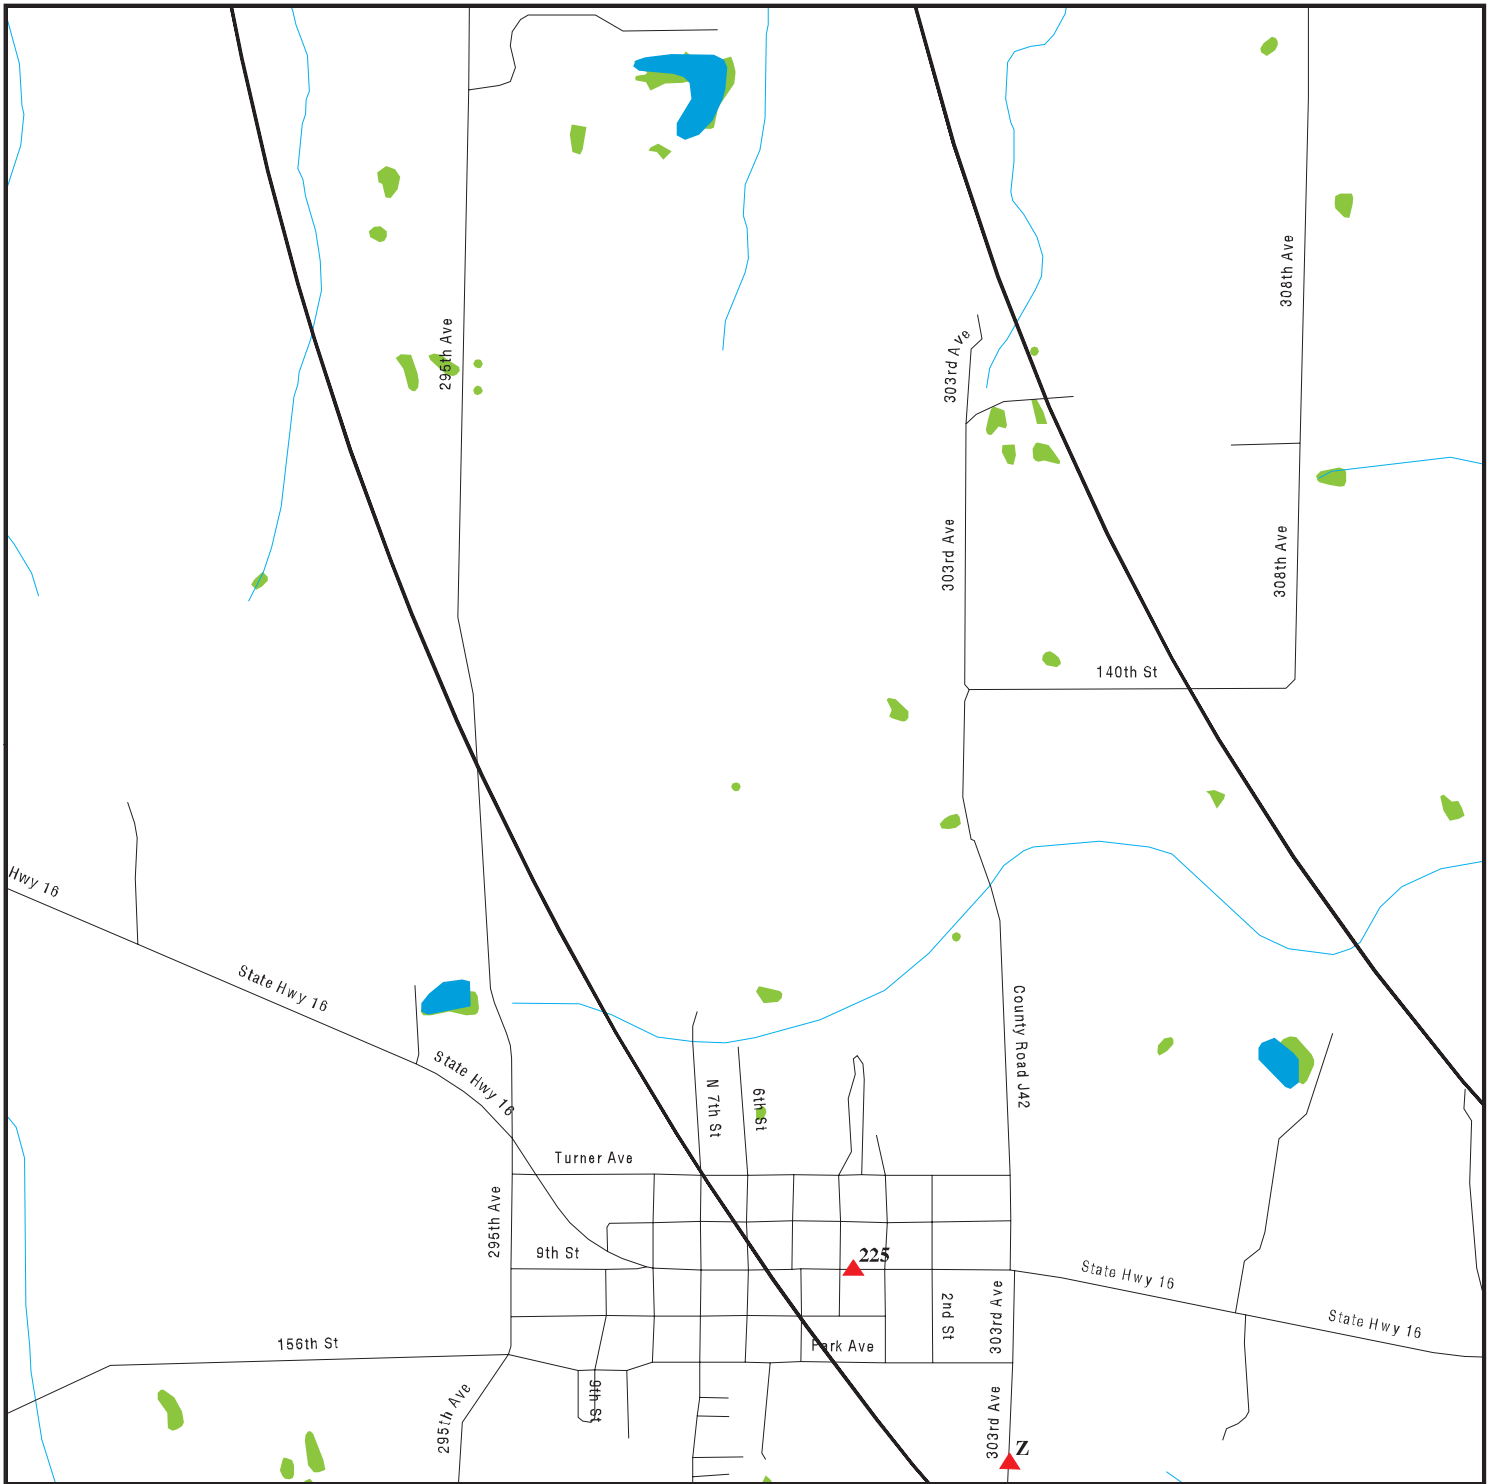 308th Ave
295th Ave
303rd Ave
303rd Ave
308th Ave
140th St
Hwy 16
State Hwy 16
County Road J42
State Hwy 16
N 7th St
6th St
Turner Ave
295th Ave
9th St
225
State Hwy 16
2nd St
303rd Ave
State Hwy 16
156th St
Park Ave
295th Ave
9th St
303rd Ave
Z